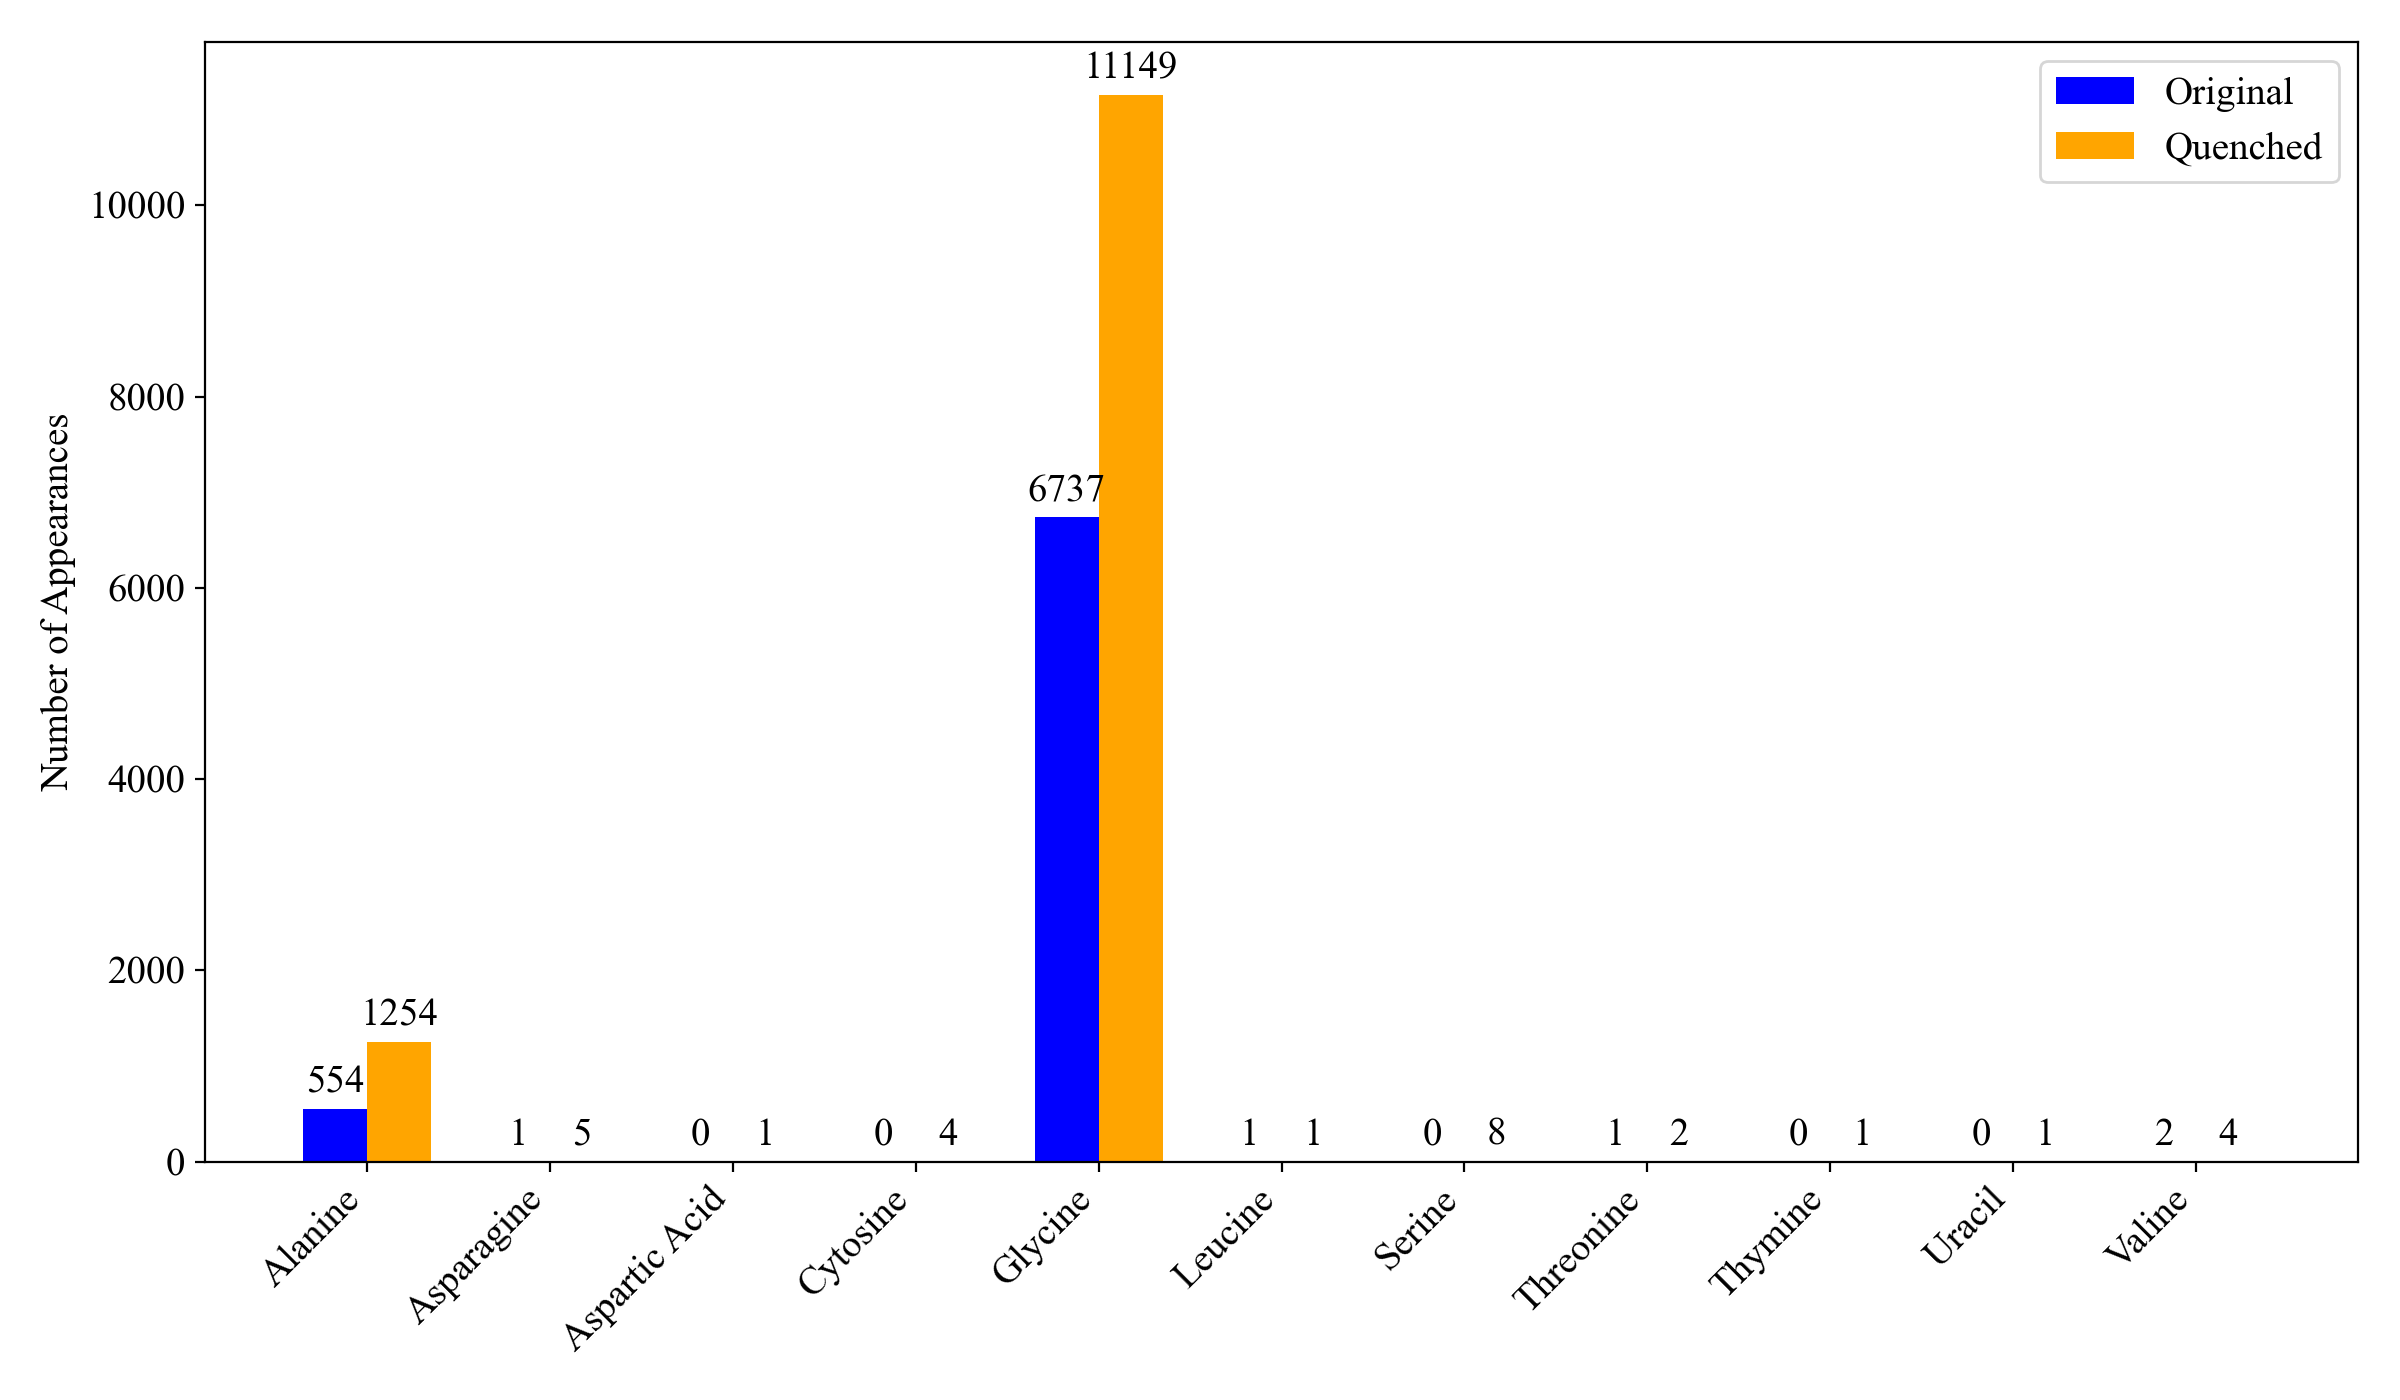 11149
Original
Quenched
10000
8000
6737
6000
4000
2000
1254
554
1 5 0 1 0 4 1 1 0 8 1 2 0 1 0 1 2 4
0
Number of Appearances
Alanine
Asparagine
Aspartic Acid
Cytosine
Glycine
Leucine
Serine
Threonine
Thymine
Uracil
Valine